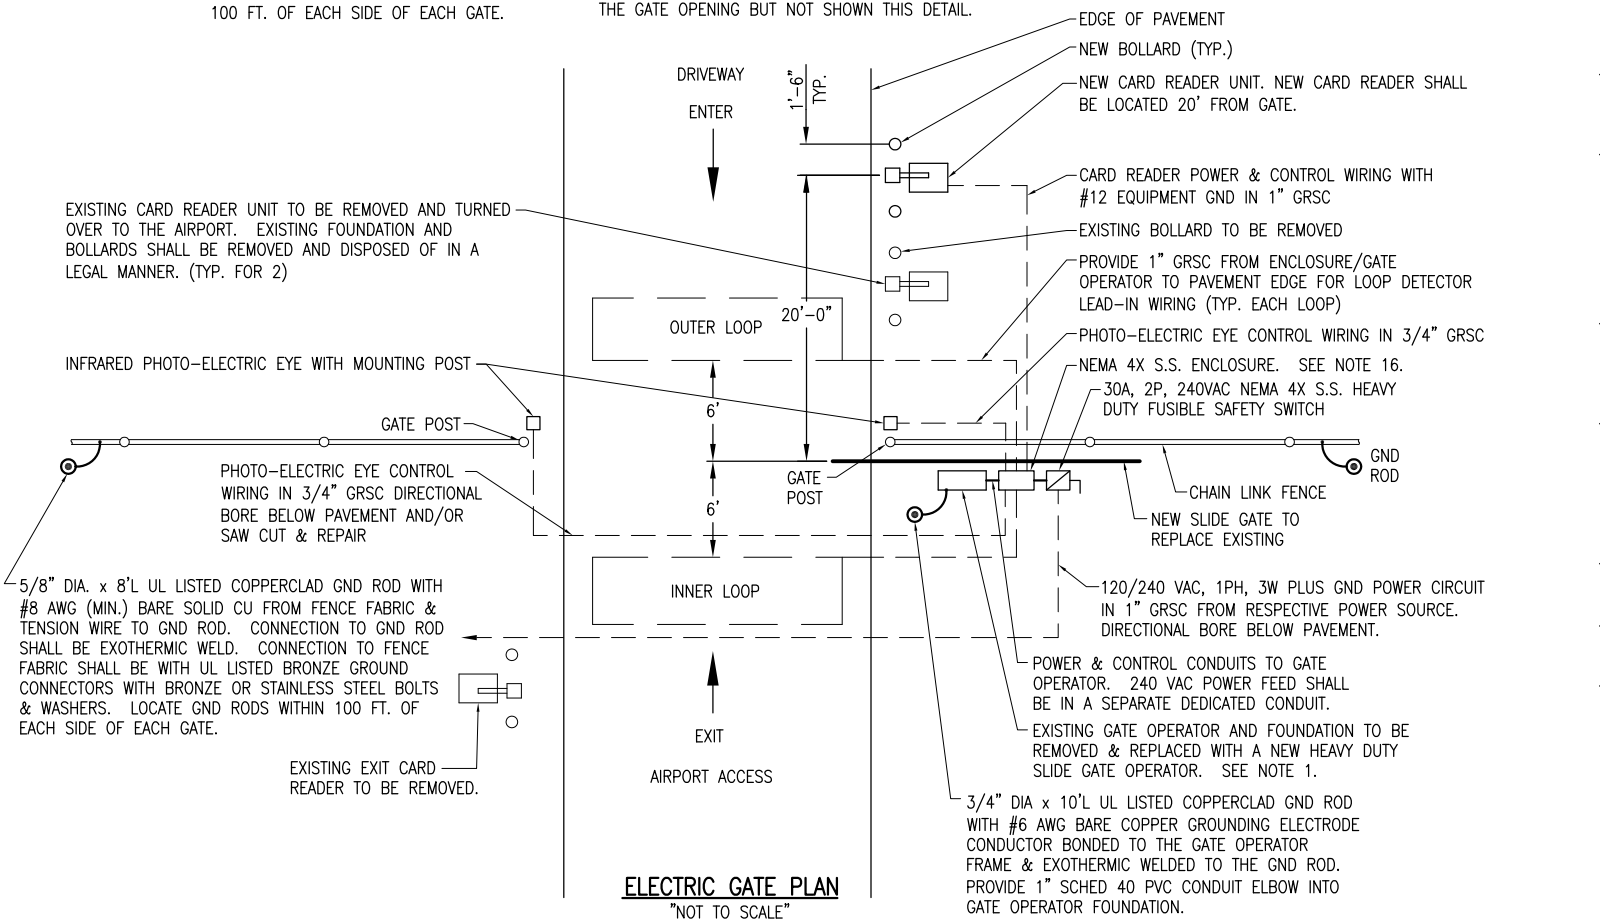 100 FT. OF EACH SIDE OF EACH GATE.
THE GATE OPENING BUT NOT SHOWN THIS DETAIL.
EDGE OF PAVEMENT
NEW BOLLARD (TYP.)
NEW CARD READER UNIT. NEW CARD READER SHALL
BE LOCATED 20' FROM GATE.
DRIVEWAY
ENTER
1'-6"
TYP.
CARD READER POWER & CONTROL WIRING WITH
#12 EQUIPMENT GND IN 1" GRSC
EXISTING CARD READER UNIT TO BE REMOVED AND TURNED
OVER TO THE AIRPORT. EXISTING FOUNDATION AND
BOLLARDS SHALL BE REMOVED AND DISPOSED OF IN A
LEGAL MANNER. (TYP. FOR 2)
EXISTING BOLLARD TO BE REMOVED
PROVIDE 1" GRSC FROM ENCLOSURE/GATE
OPERATOR TO PAVEMENT EDGE FOR LOOP DETECTOR
LEAD-IN WIRING (TYP. EACH LOOP)
OUTER LOOP
20'-0"
PHOTO-ELECTRIC EYE CONTROL WIRING IN 3/4" GRSC
INFRARED PHOTO-ELECTRIC EYE WITH MOUNTING POST
NEMA 4X S.S. ENCLOSURE. SEE NOTE 16.
30A, 2P, 240VAC NEMA 4X S.S. HEAVY
DUTY FUSIBLE SAFETY SWITCH
6'
GATE POST
GND
ROD
PHOTO-ELECTRIC EYE CONTROL
WIRING IN 3/4" GRSC DIRECTIONAL
BORE BELOW PAVEMENT AND/OR
SAW CUT & REPAIR
GATE
POST
6'
CHAIN LINK FENCE
NEW SLIDE GATE TO
REPLACE EXISTING
5/8" DIA. x 8'L UL LISTED COPPERCLAD GND ROD WITH
#8 AWG (MIN.) BARE SOLID CU FROM FENCE FABRIC &
TENSION WIRE TO GND ROD. CONNECTION TO GND ROD
SHALL BE EXOTHERMIC WELD. CONNECTION TO FENCE
FABRIC SHALL BE WITH UL LISTED BRONZE GROUND
CONNECTORS WITH BRONZE OR STAINLESS STEEL BOLTS
& WASHERS. LOCATE GND RODS WITHIN 100 FT. OF
EACH SIDE OF EACH GATE.
INNER LOOP
120/240 VAC, 1PH, 3W PLUS GND POWER CIRCUIT
IN 1" GRSC FROM RESPECTIVE POWER SOURCE.
DIRECTIONAL BORE BELOW PAVEMENT.
POWER & CONTROL CONDUITS TO GATE
OPERATOR. 240 VAC POWER FEED SHALL
BE IN A SEPARATE DEDICATED CONDUIT.
EXISTING GATE OPERATOR AND FOUNDATION TO BE
REMOVED & REPLACED WITH A NEW HEAVY DUTY
SLIDE GATE OPERATOR. SEE NOTE 1.
EXIT
AIRPORT ACCESS
EXISTING EXIT CARD
READER TO BE REMOVED.
3/4" DIA x 10'L UL LISTED COPPERCLAD GND ROD
WITH #6 AWG BARE COPPER GROUNDING ELECTRODE
CONDUCTOR BONDED TO THE GATE OPERATOR
FRAME & EXOTHERMIC WELDED TO THE GND ROD.
PROVIDE 1" SCHED 40 PVC CONDUIT ELBOW INTO
GATE OPERATOR FOUNDATION.
ELECTRIC GATE PLAN
"NOT TO SCALE"